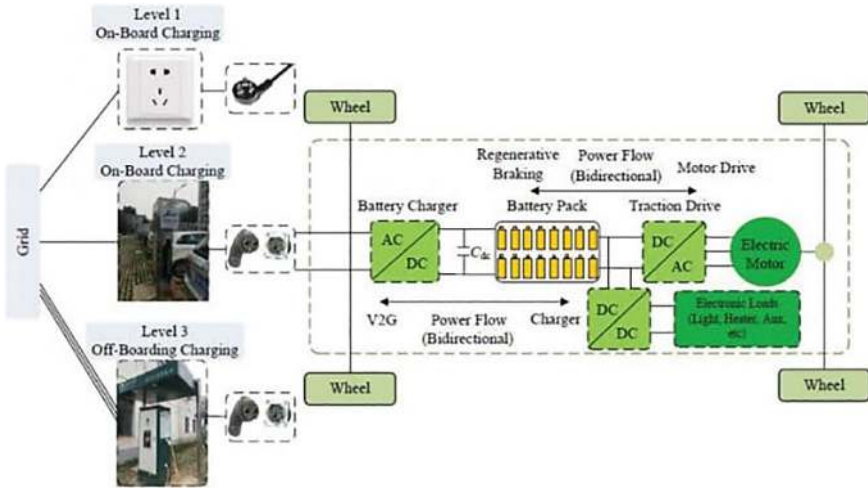 Level 1
On-Board Charging
Level 2
On-Board Charging
Level 3
Off-Boarding Charging
Grid
Wheel
Wheel
Regenerative
Braking
Power Flow
(Bidirectional)
Motor Drive
Battery Charger
Battery Pack
Traction Drive
AC
DC
Cdc
DC
AC
Electric
Motor
V2G
Power Flow
(Bidirectional)
Charger
DC
DC
Electronic Loads
(Light, Heater, Aux,
etc)
Wheel
Wheel